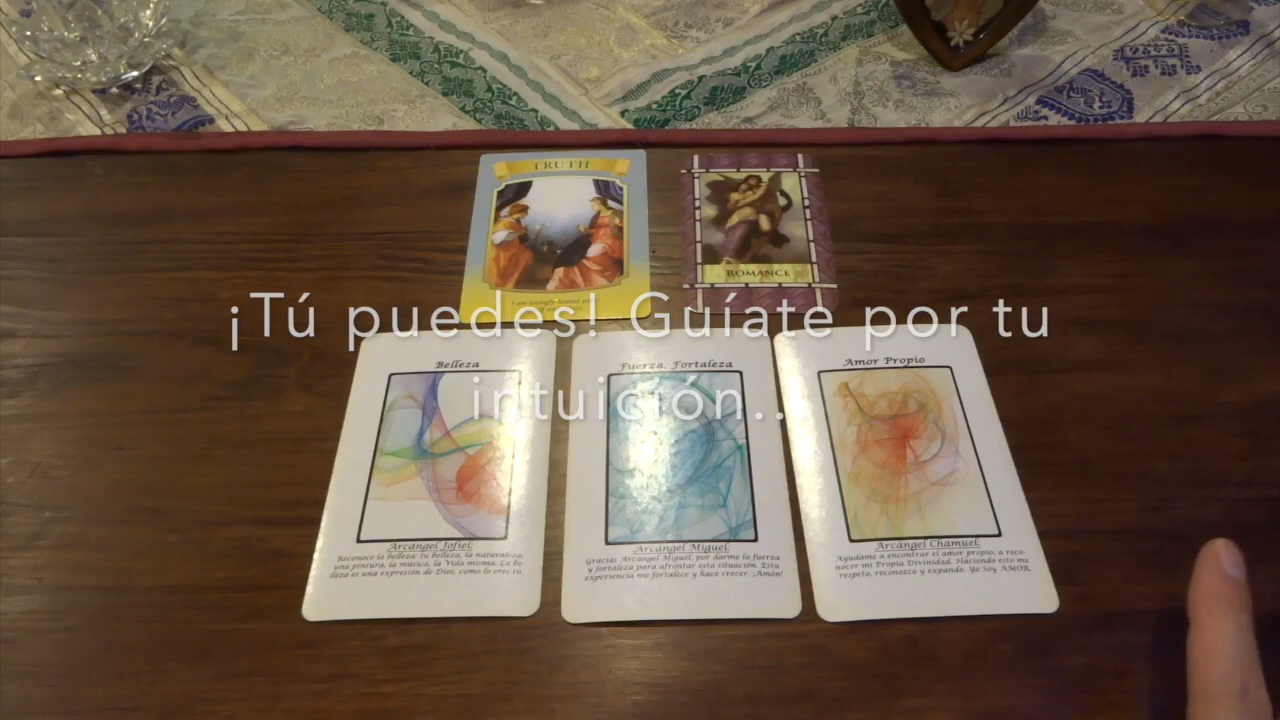 TRUTH
I am lovingly honest
ROMANCE
¡Tú puedes! Guíate por tu
intuición...
Belleza
Arcángel Jofiel:
Reconoce la belleza: tu belleza, la naturaleza,
una pintura, la música, la Vida misma. La be-
lleza es una expresión de Dios, como lo eres tú.
Fuerza, Fortaleza
Arcángel Miguel:
Gracias Arcángel Miguel, por darme la fuerza
y fortaleza para afrontar esta situación. Esta
experiencia me fortalece y hace crecer. ¡Amén!
Amor Propio
Arcángel Chamuel:
Ayúdame a encontrar el amor propio, a reco-
nocer mi Propia Divinidad. Haciendo esto me
respeto, reconozco y expando. Yo Soy AMOR.